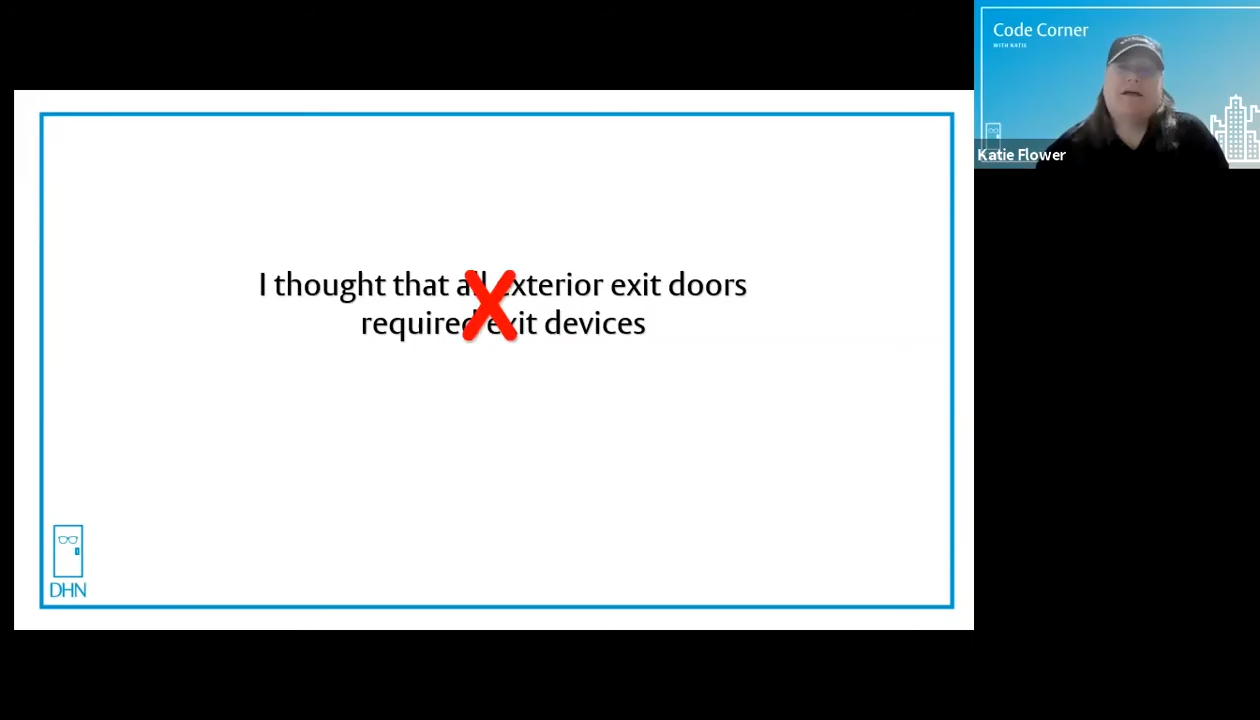 Code Corner
WITH KATIE
Katie Flower
I thought that all exterior exit doors
required exit devices
DHN